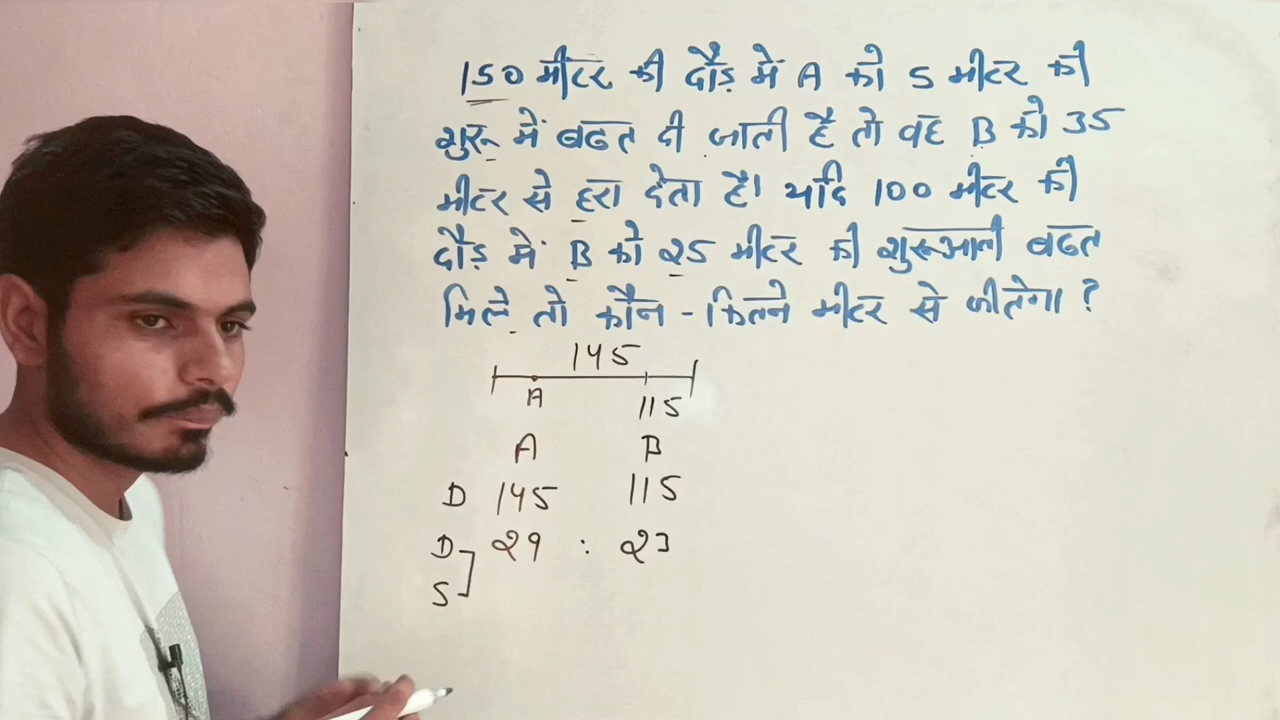 150 मीटर की दौड़ में A को 5 मीटर की
शुरू में बढत दी जाती है तो वह B को 35
मीटर से हरा देता है। यदि 100 मीटर की
दौड़ में B को 25 मीटर की शुरूआती बढत
मिले तो कौन - कितने मीटर से जीतेगा ?
145
A 115
A B
D 145 115
D 29 : 23
S